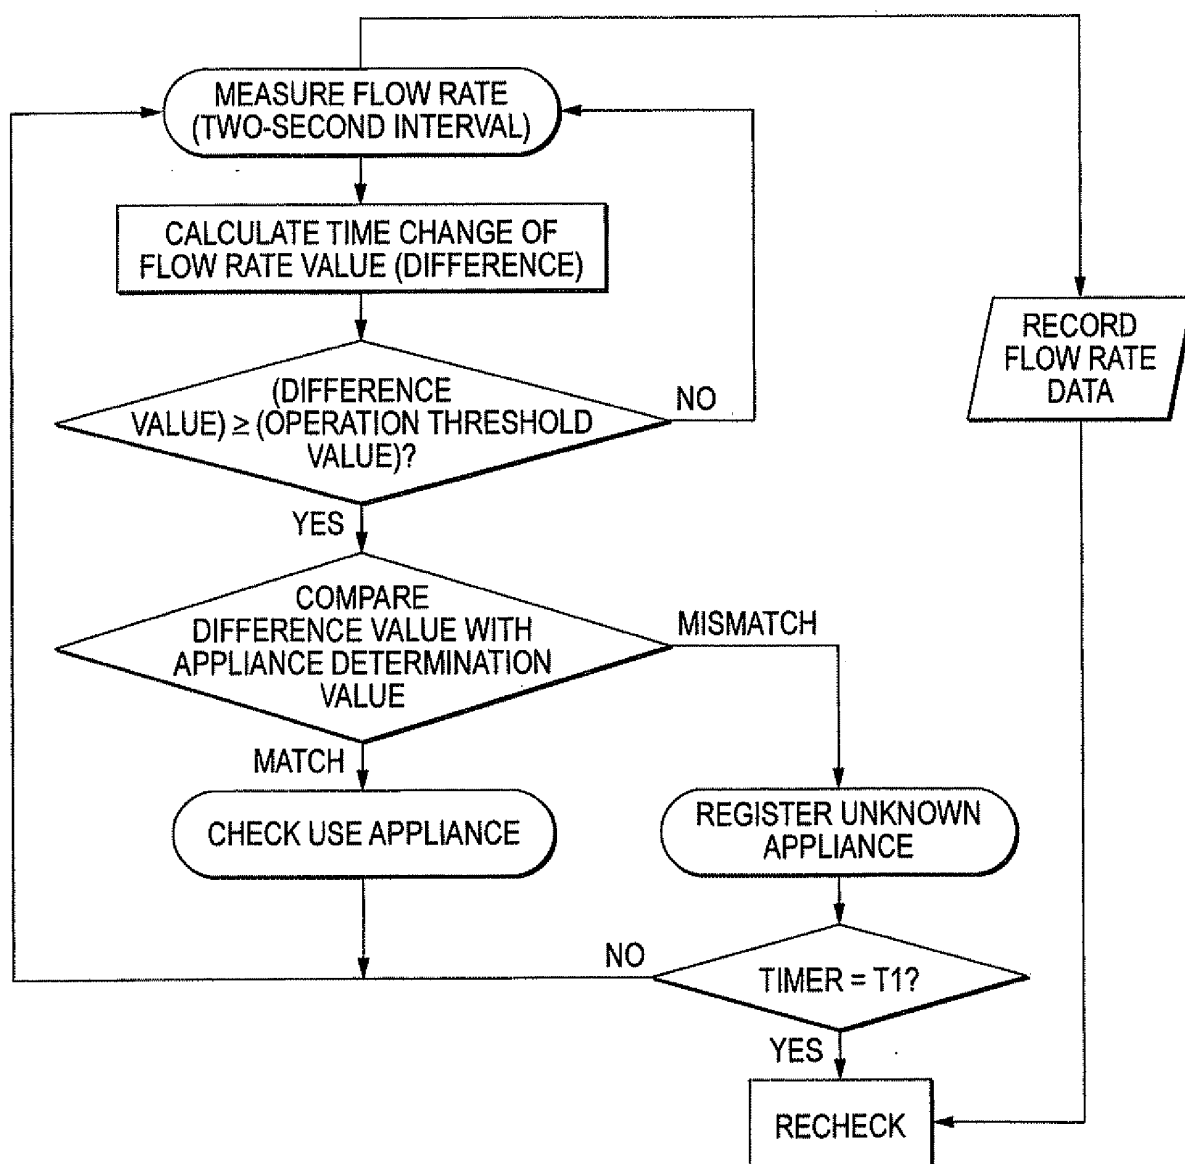 MEASURE FLOW RATE
(TWO-SECOND INTERVAL)
CALCULATE TIME CHANGE OF
FLOW RATE VALUE (DIFFERENCE)
RECORD
FLOW RATE
DATA
(DIFFERENCE
VALUE) ≥ (OPERATION THRESHOLD
VALUE)?
NO
YES
COMPARE
DIFFERENCE VALUE WITH
APPLIANCE DETERMINATION
VALUE
MISMATCH
MATCH
CHECK USE APPLIANCE
REGISTER UNKNOWN
APPLIANCE
NO
TIMER = T1?
YES
RECHECK